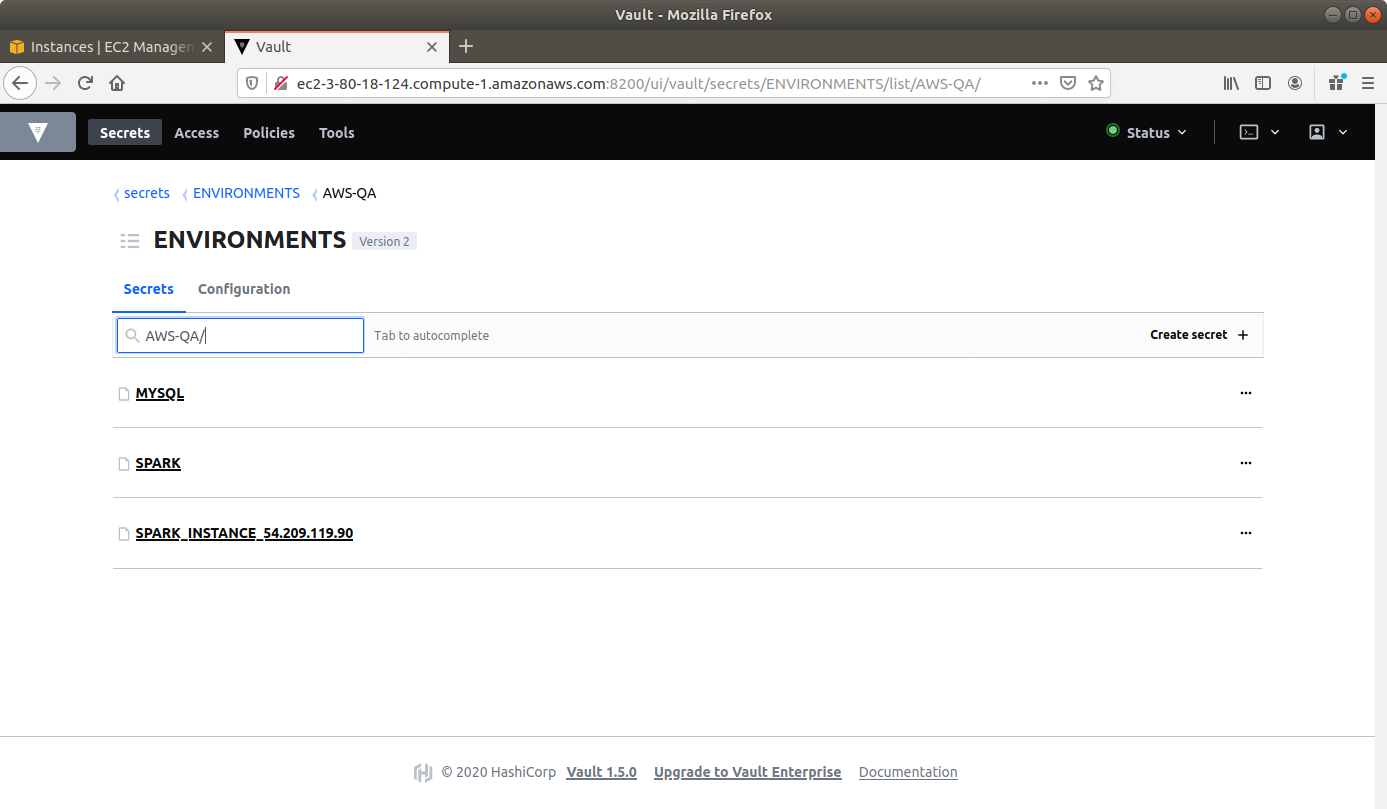 Vault - Mozilla Firefox
Instances | EC2 Managem
Vault
ec2-3-80-18-124.compute-1.amazonaws.com:8200/ui/vault/secrets/ENVIRONMENTS/list/AWS-QA/
Secrets Access Policies Tools Status
secrets ENVIRONMENTS AWS-QA
ENVIRONMENTS Version 2
Secrets Configuration
AWS-QA/ Tab to autocomplete Create secret +
MYSQL
SPARK
SPARK_INSTANCE_54.209.119.90
© 2020 HashiCorp Vault 1.5.0 Upgrade to Vault Enterprise Documentation